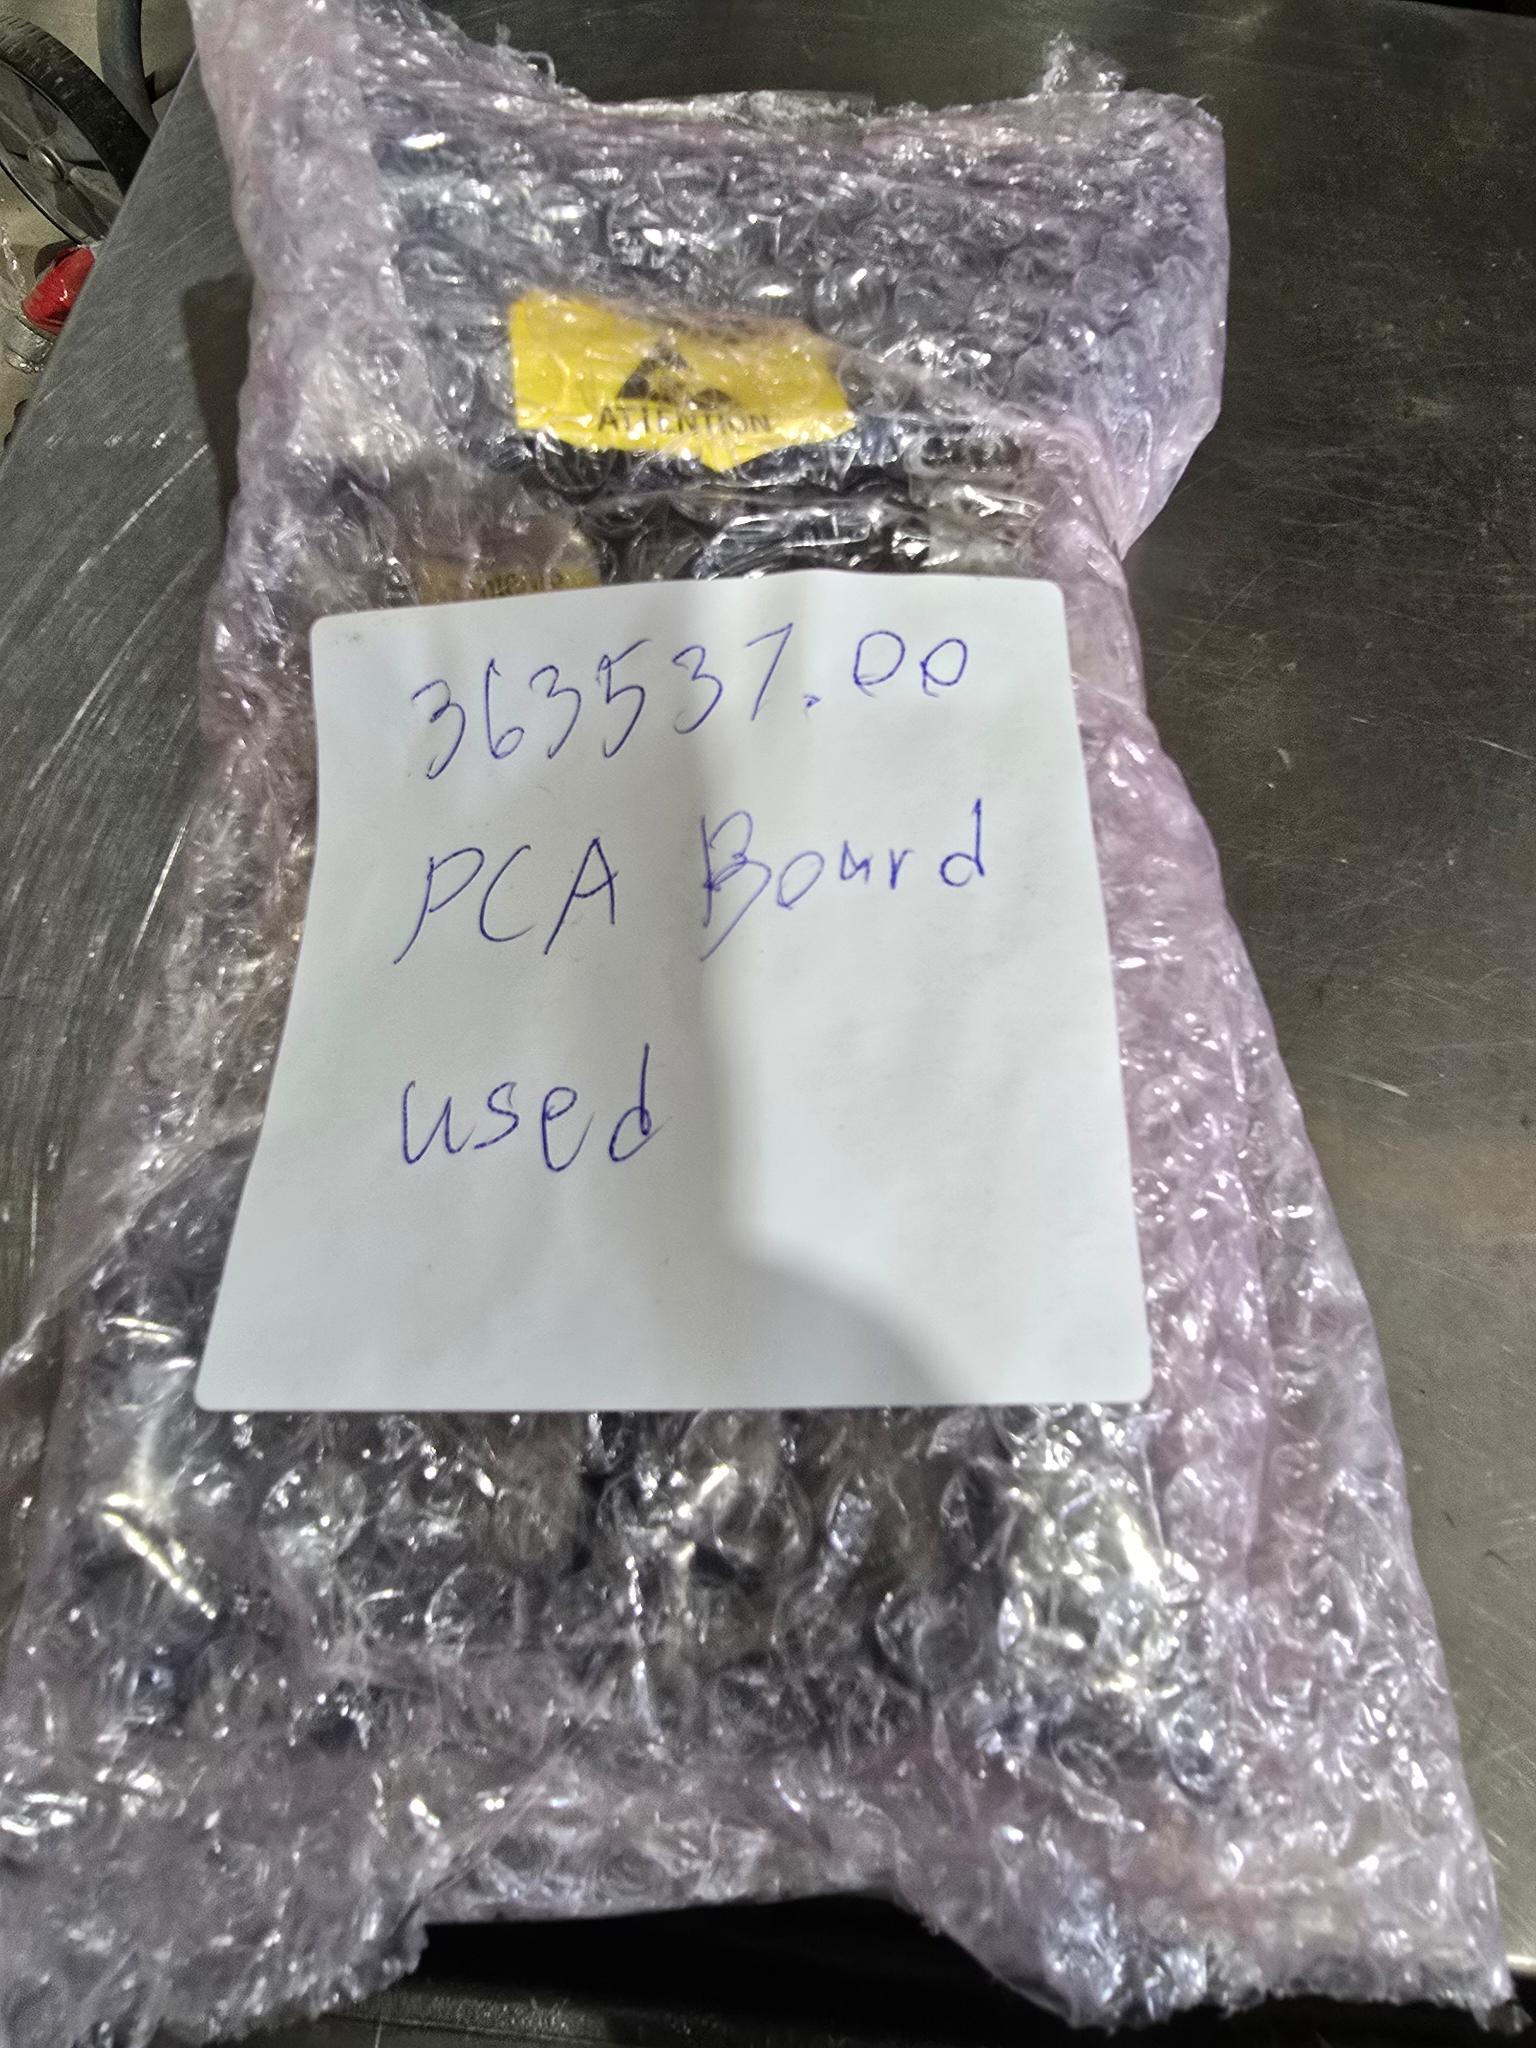 ATTENTION
363537.00
PCA Board
used